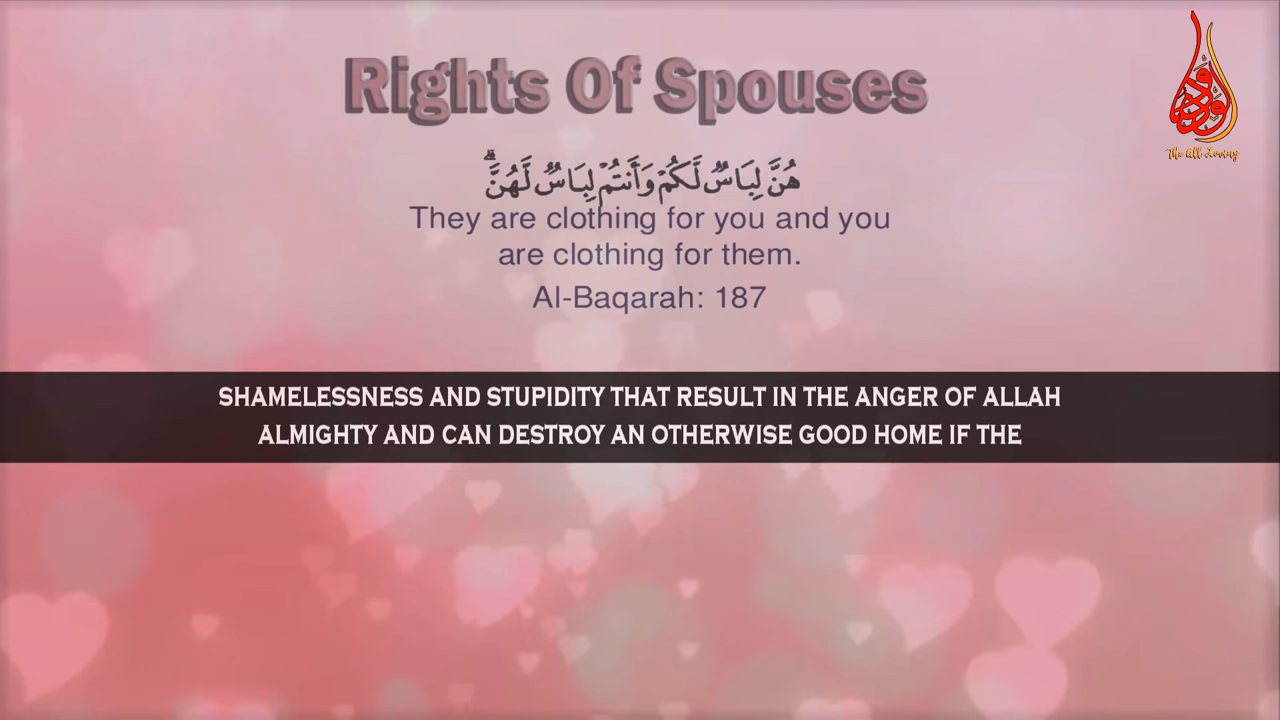 Rights Of Spouses
هُنَّ لِبَاسٌ لَّكُمْ وَأَنتُمْ لِبَاسٌ لَّهُنَّ ۗ
They are clothing for you and you
are clothing for them.
Al-Baqarah: 187
SHAMELESSNESS AND STUPIDITY THAT RESULT IN THE ANGER OF ALLAH
ALMIGHTY AND CAN DESTROY AN OTHERWISE GOOD HOME IF THE
الودود
The All Loving